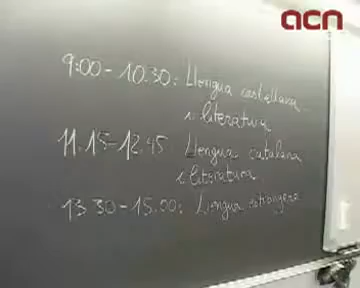 acn
9:00 - 10.30: Llengua castellana
i literatura
11.15-12.45 Llengua catalana
i literatura.
13 30 - 15.00: Llengua estrangera